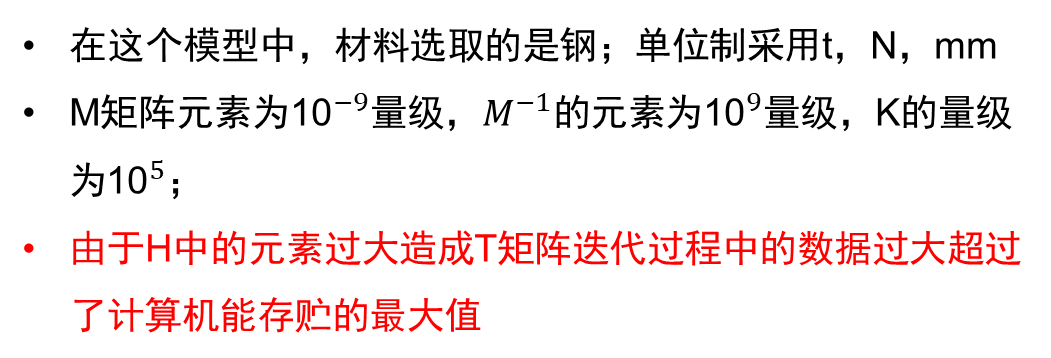 • 在这个模型中，材料选取的是钢；单位制采用t，N，mm
• M矩阵元素为10⁻⁹量级，𝑀⁻¹的元素为10⁹量级，K的量级
为10⁵；
• 由于H中的元素过大造成T矩阵迭代过程中的数据过大超过
了计算机能存贮的最大值